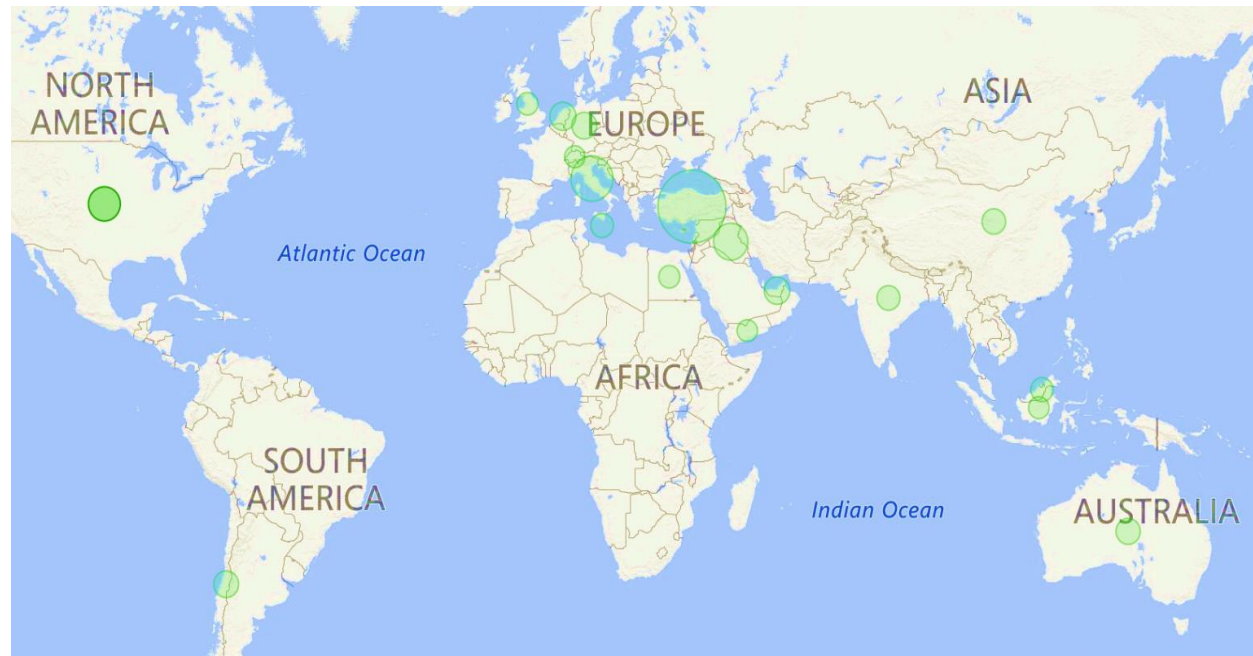 NORTH
AMERICA
ASIA
EUROPE
Atlantic Ocean
AFRICA
SOUTH
AMERICA
Indian Ocean
AUSTRALIA